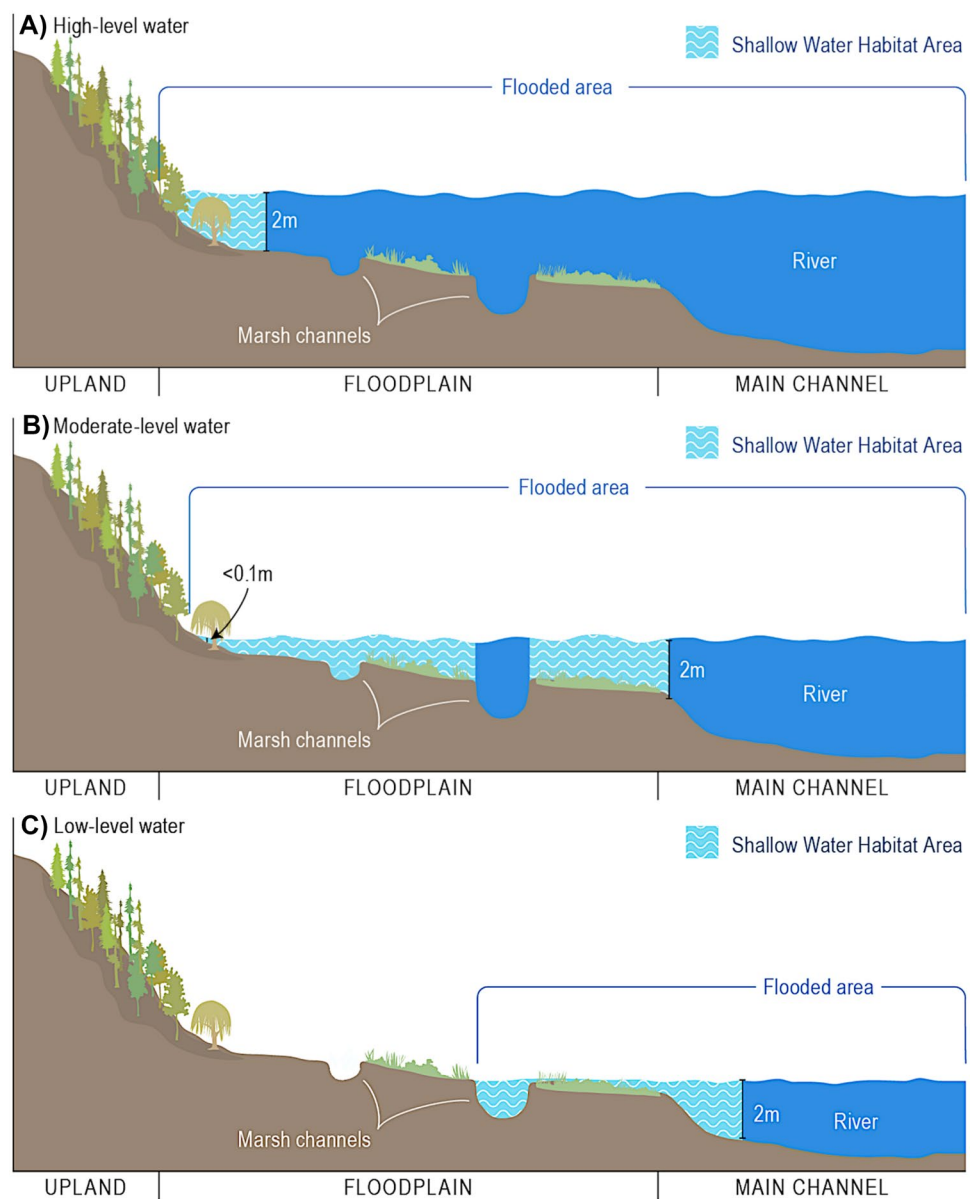 A) High-level water
Shallow Water Habitat Area
Flooded area
2m
River
Marsh channels
UPLAND
FLOODPLAIN
MAIN CHANNEL
B) Moderate-level water
Shallow Water Habitat Area
Flooded area
<0.1m
2m
River
Marsh channels
UPLAND
FLOODPLAIN
MAIN CHANNEL
C) Low-level water
Shallow Water Habitat Area
Flooded area
2m
River
Marsh channels
UPLAND
FLOODPLAIN
MAIN CHANNEL